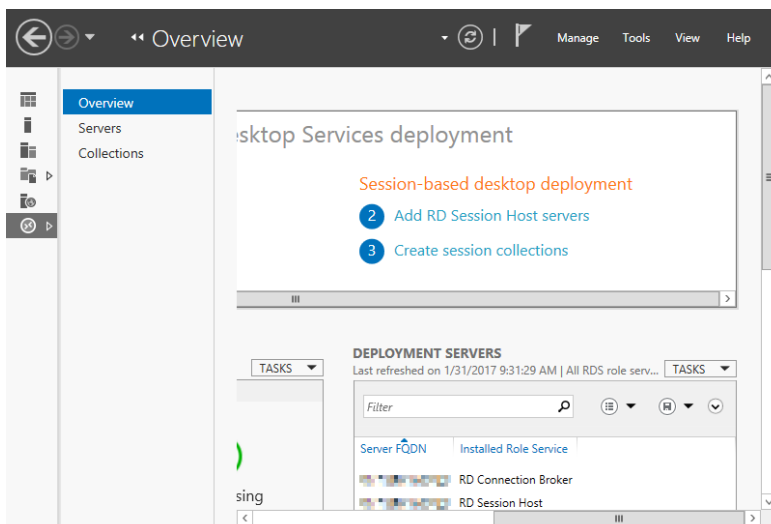 Overview
Manage Tools View Help
Overview
Servers
Collections
sktop Services deployment
Session-based desktop deployment
2 Add RD Session Host servers
3 Create session collections
TASKS
sing
DEPLOYMENT SERVERS
Last refreshed on 1/31/2017 9:31:29 AM | All RDS role serv... TASKS
Filter
Server FQDN Installed Role Service
RD Connection Broker
RD Session Host